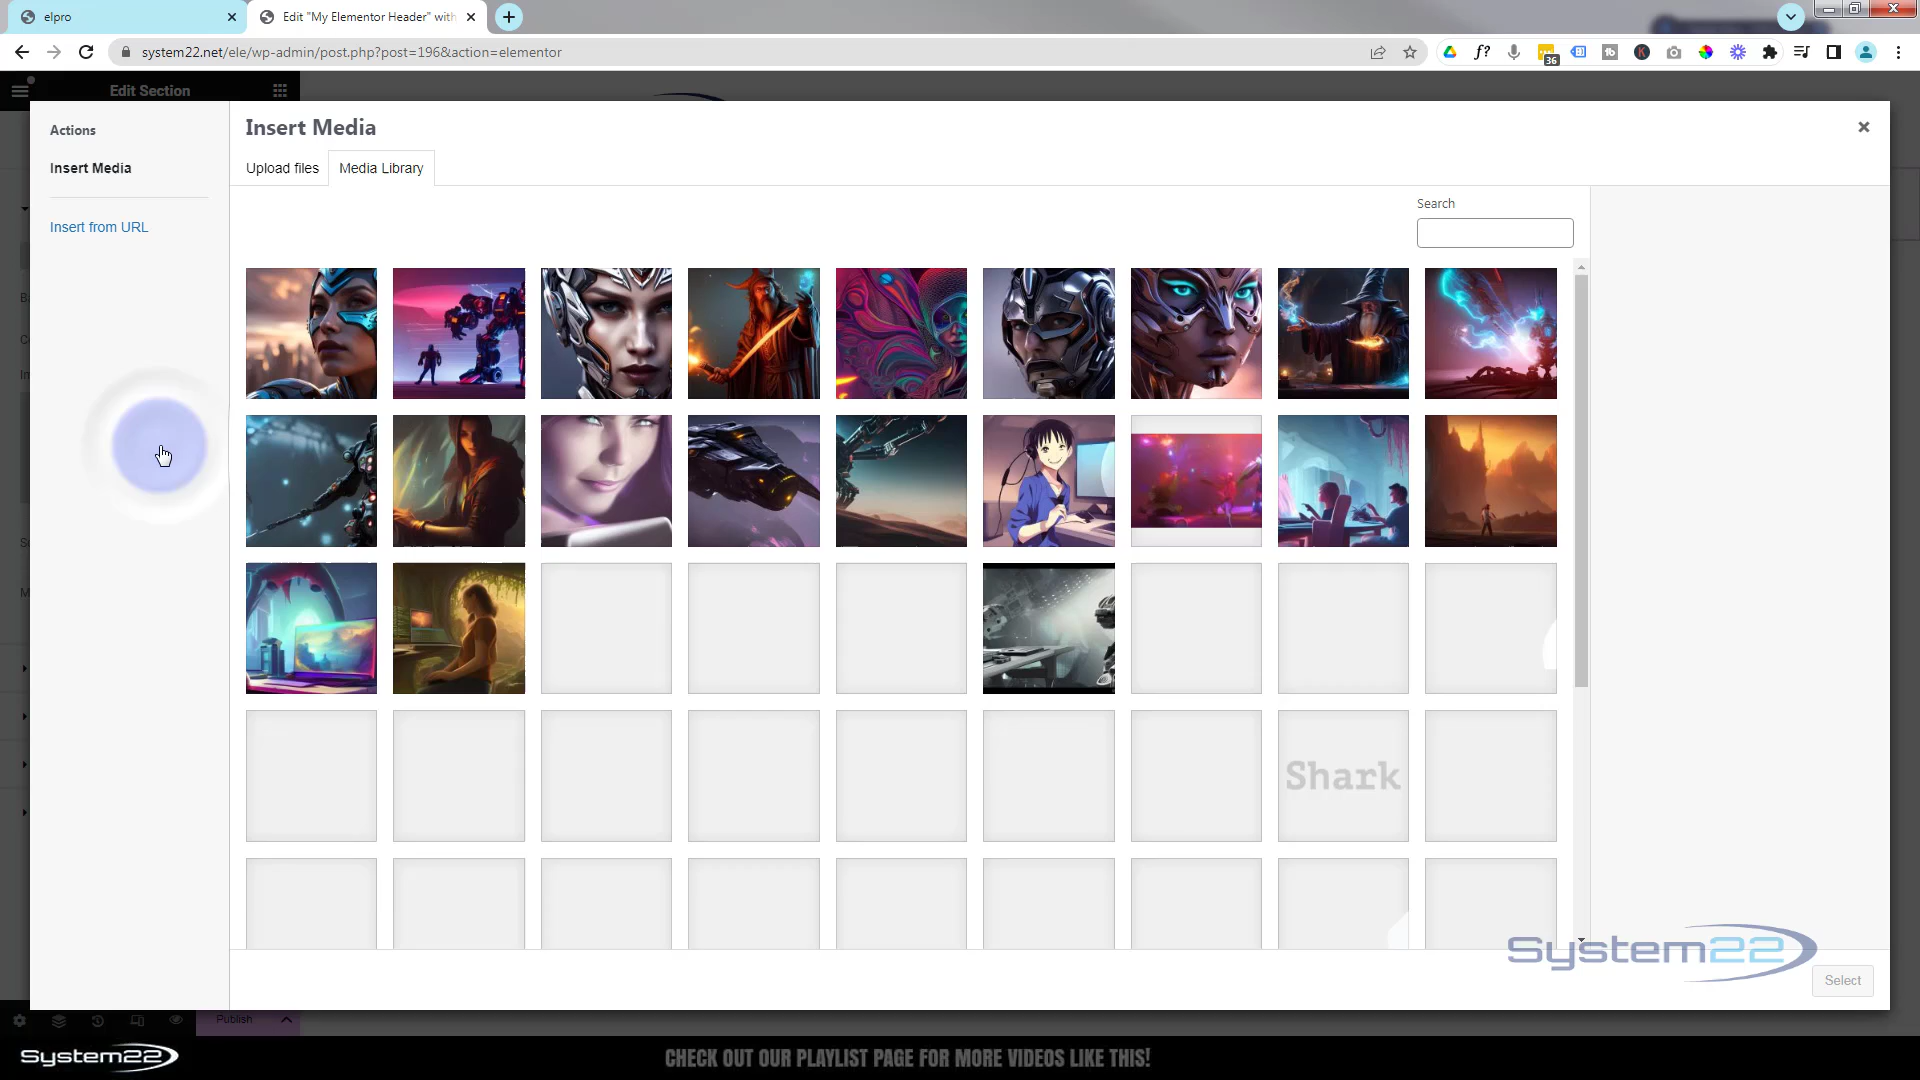 elpro
Edit "My Elementor Header" with
system22.net/ele/wp-admin/post.php?post=196&action=elementor
36
Edit Section
Actions
Insert Media
Insert from URL
Insert Media
Upload files
Media Library
Search
Shark
System22
Select
Publish
System22
CHECK OUT OUR PLAYLIST PAGE FOR MORE VIDEOS LIKE THIS!